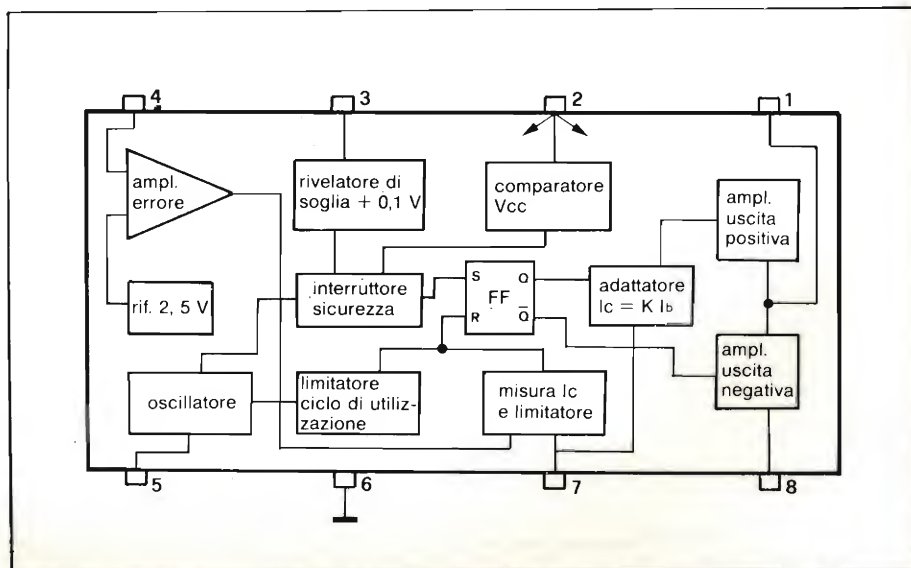 4 3 2 1
ampl.
errore
rivelatore di
soglia + 0,1 V
comparatore
Vcc
ampl.
uscita
positiva
rif. 2, 5 V
interruttore
sicurezza
S Q
FF
R Q̅
adattatore
Ic = K Ib
oscillatore
limitatore
ciclo di utiliz-
zazione
misura Ic
e limitatore
ampl.
uscita
negativa
5 6 7 8